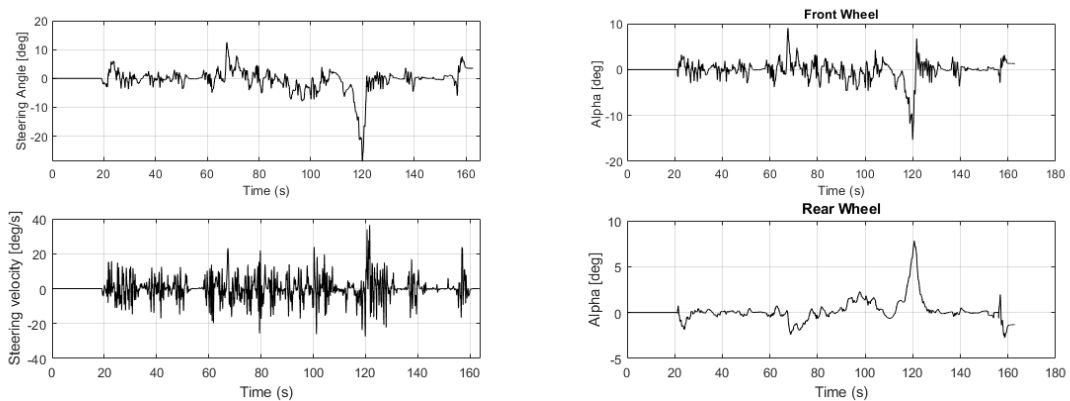 Steering Angle [deg]
20
10
0
-10
-20
0 20 40 60 80 100 120 140 160
Time (s)
Steering velocity [deg/s]
40
20
0
-20
-40
0 20 40 60 80 100 120 140 160
Time (s)
Front Wheel
Alpha [deg]
10
0
-10
-20
0 20 40 60 80 100 120 140 160 180
Time (s)
Rear Wheel
Alpha [deg]
10
5
0
-5
0 20 40 60 80 100 120 140 160 180
Time (s)